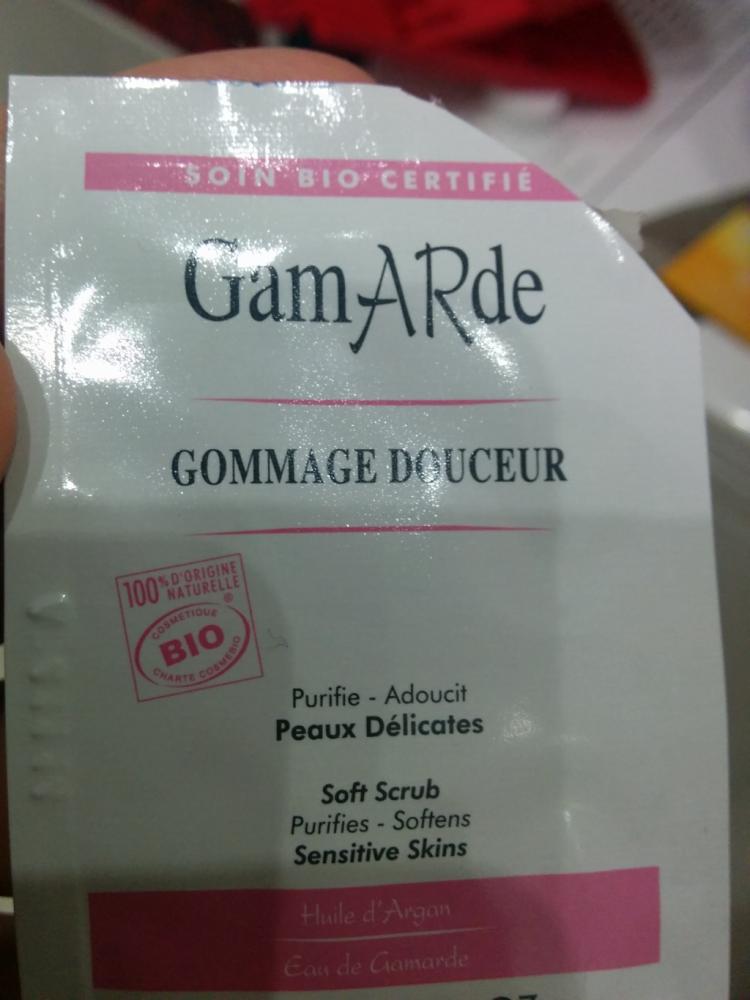 SOIN BIO CERTIFIÉ
GamARde
GOMMAGE DOUCEUR
100% D'ORIGINE
NATURELLE
®
COSMETIQUE
BIO
CHARTE COSMEBIO
Purifie - Adoucit
Peaux Délicates
Soft Scrub
Purifies - Softens
Sensitive Skins
Huile d'Argan
Eau de Gamarde